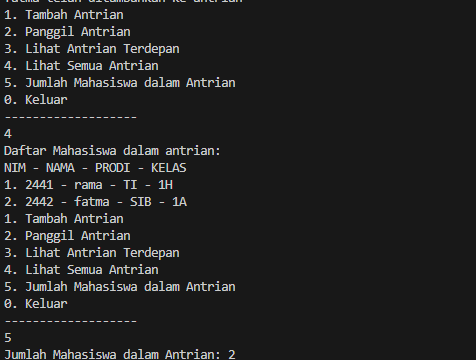 fatma telah ditambahkan ke antrian
1. Tambah Antrian
2. Panggil Antrian
3. Lihat Antrian Terdepan
4. Lihat Semua Antrian
5. Jumlah Mahasiswa dalam Antrian
0. Keluar
-------------------
4
Daftar Mahasiswa dalam antrian:
NIM - NAMA - PRODI - KELAS
1. 2441 - rama - TI - 1H
2. 2442 - fatma - SIB - 1A
1. Tambah Antrian
2. Panggil Antrian
3. Lihat Antrian Terdepan
4. Lihat Semua Antrian
5. Jumlah Mahasiswa dalam Antrian
0. Keluar
-------------------
5
Jumlah Mahasiswa dalam Antrian: 2